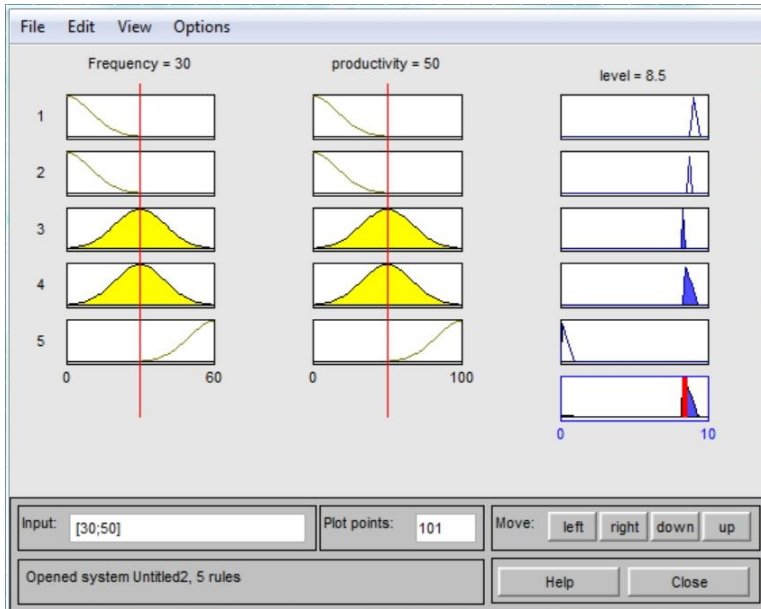 File Edit View Options
Frequency = 30 productivity = 50 level = 8.5
1
2
3
4
5
0 60 0 100
0 10
Input: [30;50] Plot points: 101 Move: left right down up
Opened system Untitled2, 5 rules Help Close